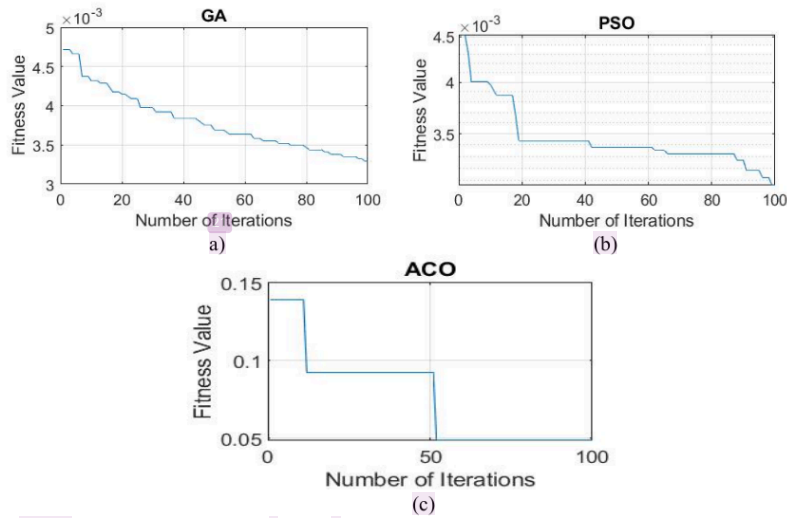 GA
×10⁻³
5
4.5
4
3.5
3
Fitness Value
0 20 40 60 80 100
Number of Iterations
a)
PSO
4.5 ×10⁻³
4
3.5
Fitness Value
0 20 40 60 80 100
Number of Iterations
(b)
ACO
0.15
0.1
0.05
Fitness Value
0 50 100
Number of Iterations
(c)